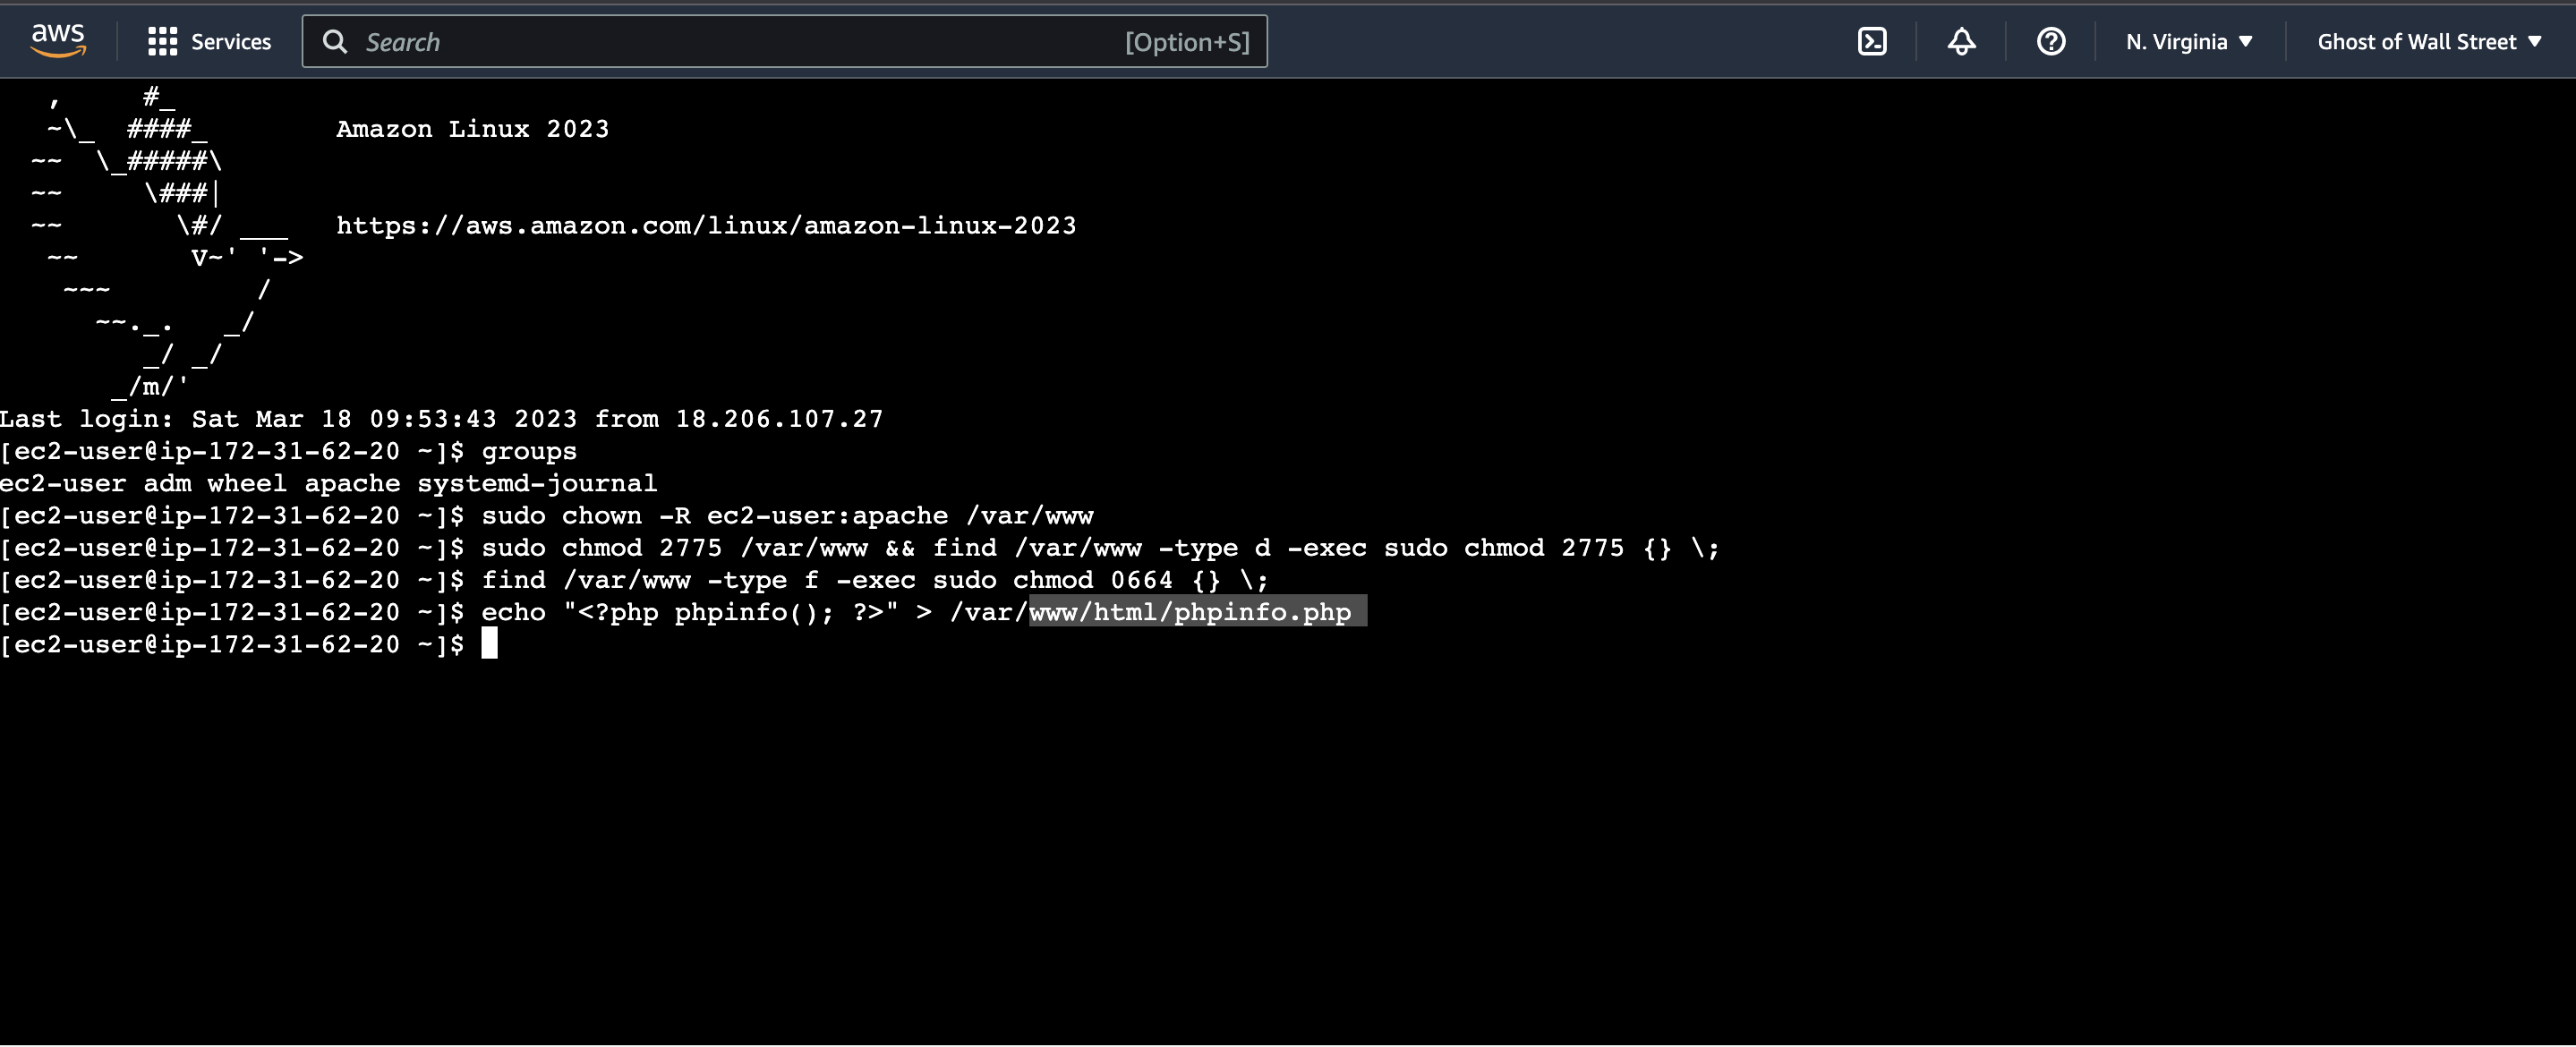 aws Services Search [Option+S] N. Virginia Ghost of Wall Street
   ,     #_
   ~\_  ####_        Amazon Linux 2023
  ~~  \_#####\
  ~~     \###|
  ~~       \#/ ___   https://aws.amazon.com/linux/amazon-linux-2023
   ~~       V~' '->
    ~~~         /
      ~~._.   _/
         _/ _/
       _/m/'
Last login: Sat Mar 18 09:53:43 2023 from 18.206.107.27
[ec2-user@ip-172-31-62-20 ~]$ groups
ec2-user adm wheel apache systemd-journal
[ec2-user@ip-172-31-62-20 ~]$ sudo chown -R ec2-user:apache /var/www
[ec2-user@ip-172-31-62-20 ~]$ sudo chmod 2775 /var/www && find /var/www -type d -exec sudo chmod 2775 {} \;
[ec2-user@ip-172-31-62-20 ~]$ find /var/www -type f -exec sudo chmod 0664 {} \;
[ec2-user@ip-172-31-62-20 ~]$ echo "<?php phpinfo(); ?>" > /var/www/html/phpinfo.php
[ec2-user@ip-172-31-62-20 ~]$